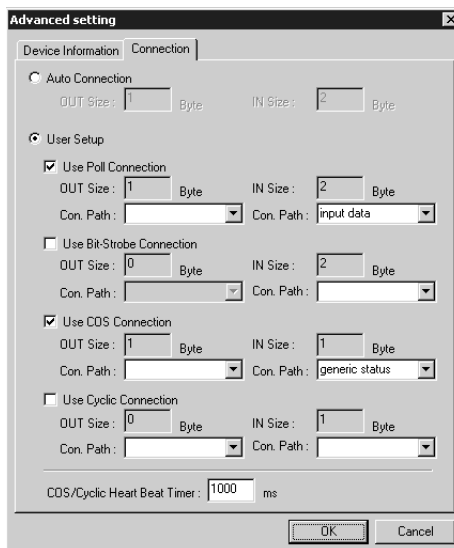 Advanced setting
Device Information Connection
Auto Connection
OUT Size : 1 Byte IN Size : 2 Byte
User Setup
Use Poll Connection
OUT Size : 1 Byte IN Size : 2 Byte
Con. Path : Con. Path : input data
Use Bit-Strobe Connection
OUT Size : 0 Byte IN Size : 2 Byte
Con. Path : Con. Path :
Use COS Connection
OUT Size : 1 Byte IN Size : 1 Byte
Con. Path : Con. Path : generic status
Use Cyclic Connection
OUT Size : 0 Byte IN Size : 1 Byte
Con. Path : Con. Path :
COS/Cyclic Heart Beat Timer : 1000 ms
OK Cancel